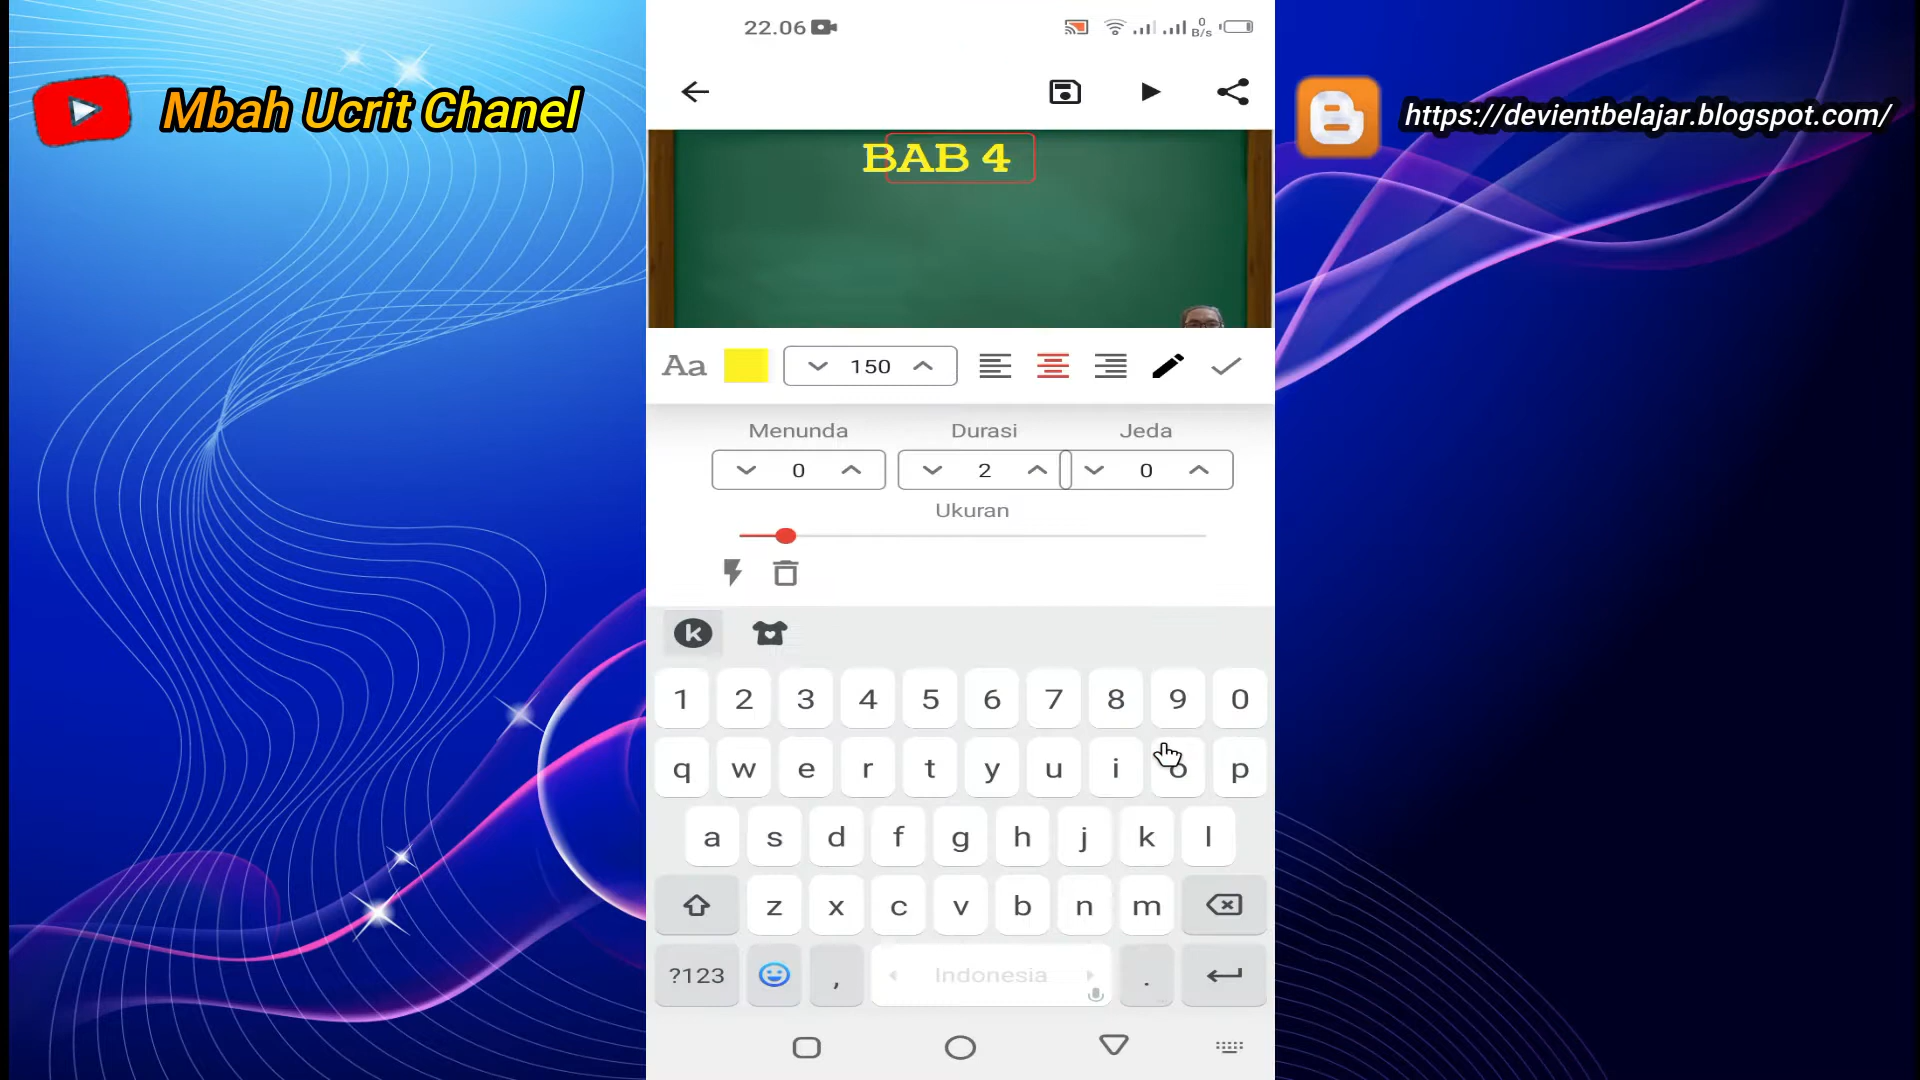 22.06
0
B/s
Mbah Ucrit Chanel
https://devientbelajar.blogspot.com/
BAB 4
Aa
150
Menunda
Durasi
Jeda
0
2
0
Ukuran
k
1 2 3 4 5 6 7 8 9 0
q w e r t y u i o p
a s d f g h j k l
z x c v b n m
?123
,
Indonesia
.